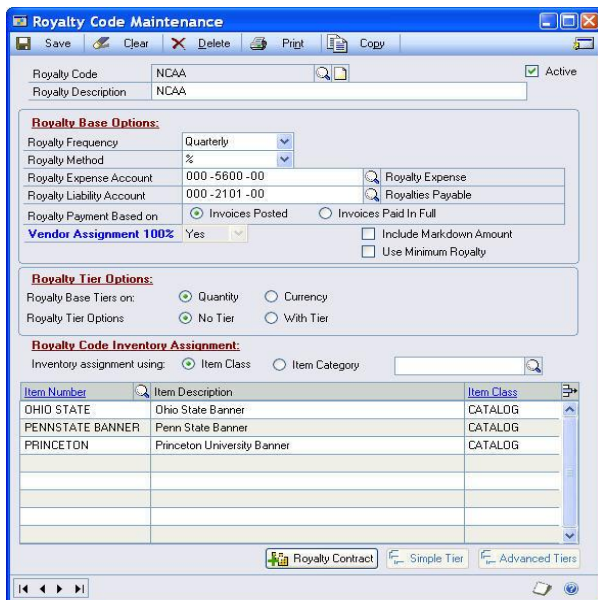 Royalty Code Maintenance
Save Clear Delete Print Copy
Royalty Code NCAA Active
Royalty Description NCAA
Royalty Base Options:
Royalty Frequency Quarterly
Royalty Method %
Royalty Expense Account 000 -5600 -00 Royalty Expense
Royalty Liability Account 000 -2101 -00 Royalties Payable
Royalty Payment Based on Invoices Posted Invoices Paid In Full
Vendor Assignment 100% Yes Include Markdown Amount
Use Minimum Royalty
Royalty Tier Options:
Royalty Base Tiers on: Quantity Currency
Royalty Tier Options No Tier With Tier
Royalty Code Inventory Assignment:
Inventory assignment using: Item Class Item Category
Item Number Item Description Item Class
OHIO STATE Ohio State Banner CATALOG
PENNSTATE BANNER Penn State Banner CATALOG
PRINCETON Princeton University Banner CATALOG
Royalty Contract Simple Tier Advanced Tiers